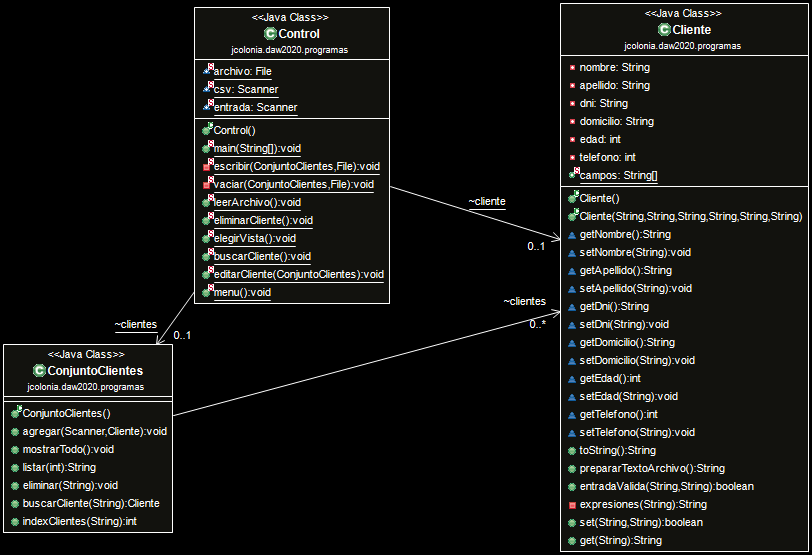 <<Java Class>>
Control
jcolonia.daw2020.programas
archivo: File
csv: Scanner
entrada: Scanner
Control()
main(String[]):void
escribir(ConjuntoClientes,File):void
vaciar(ConjuntoClientes,File):void
leerArchivo():void
eliminarCliente():void
elegirVista():void
buscarCliente():void
editarCliente(ConjuntoClientes):void
menu():void
~cliente
0..1
~clientes
0..*
~clientes
0..1
<<Java Class>>
ConjuntoClientes
jcolonia.daw2020.programas
ConjuntoClientes()
agregar(Scanner,Cliente):void
mostrarTodo():void
listar(int):String
eliminar(String):void
buscarCliente(String):Cliente
indexClientes(String):int
<<Java Class>>
Cliente
jcolonia.daw2020.programas
nombre: String
apellido: String
dni: String
domicilio: String
edad: int
telefono: int
campos: String[]
Cliente()
Cliente(String,String,String,String,String,String)
getNombre():String
setNombre(String):void
getApellido():String
setApellido(String):void
getDni():String
setDni(String):void
getDomicilio():String
setDomicilio(String):void
getEdad():int
setEdad(String):void
getTelefono():int
setTelefono(String):void
toString():String
prepararTextoArchivo():String
entradaValida(String,String):boolean
expresiones(String):String
set(String,String):boolean
get(String):String